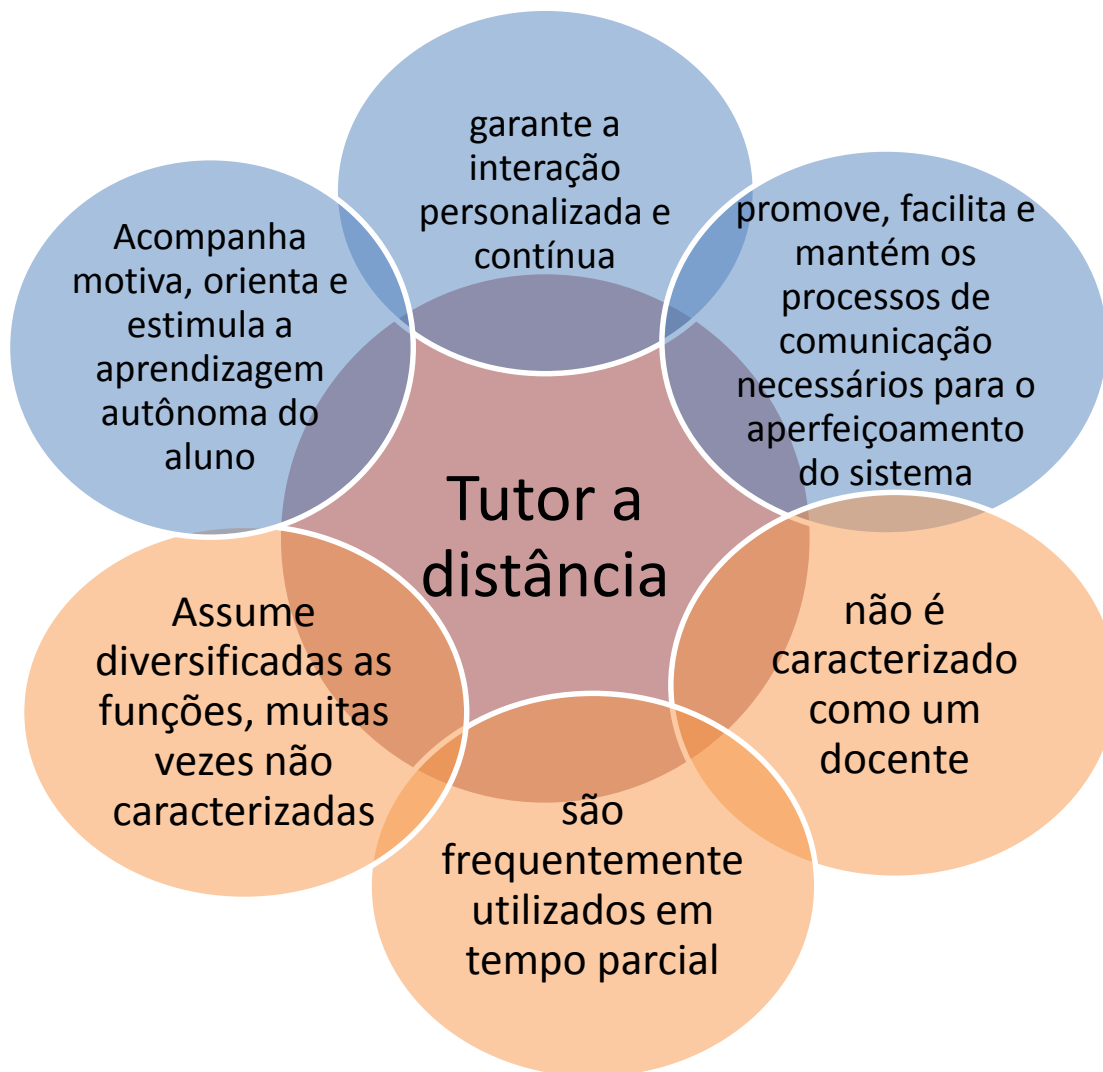 garante a
interação
personalizada e
contínua
promove, facilita e
mantém os
processos de
comunicação
necessários para o
aperfeiçoamento
do sistema
Acompanha
motiva, orienta e
estimula a
aprendizagem
autônoma do
aluno
Tutor a
distância
não é
caracterizado
como um
docente
Assume
diversificadas as
funções, muitas
vezes não
caracterizadas
são
frequentemente
utilizados em
tempo parcial